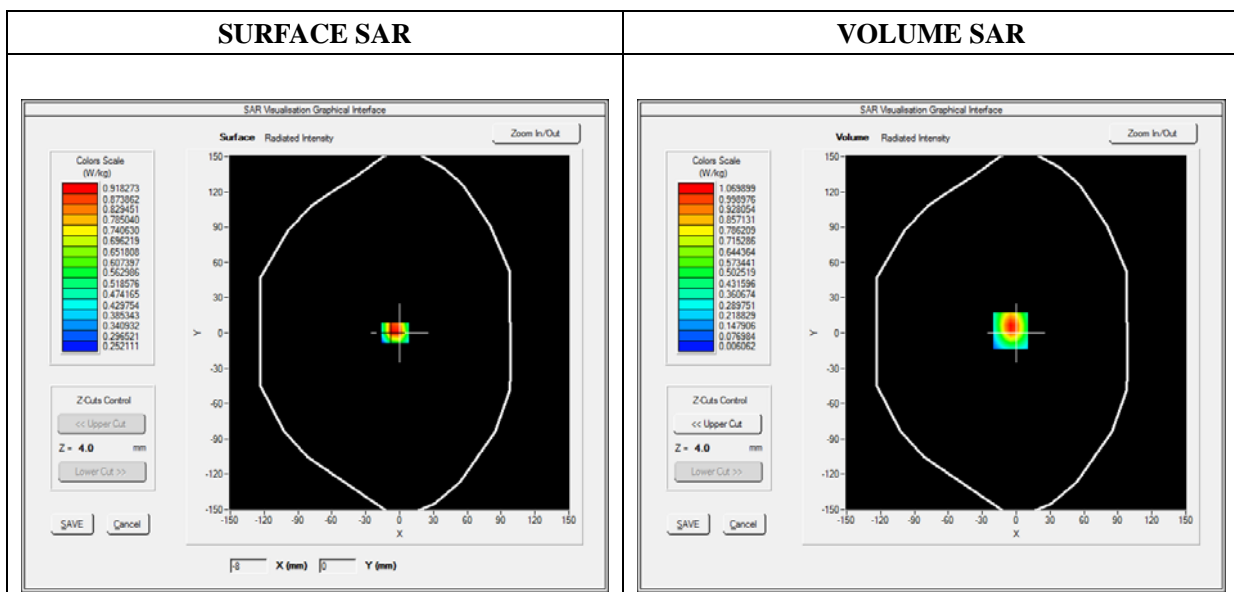 SURFACE SAR
VOLUME SAR
SAR Visualisation Graphical Interface
Surface Radiated Intensity
Zoom In/Out
Colors Scale
(W/kg)
0.918273
0.873862
0.829451
0.785040
0.740630
0.696219
0.651808
0.607397
0.562986
0.518576
0.474165
0.429754
0.385343
0.340932
0.296521
0.252111
Z-Cuts Control
<< Upper Cut
Z = 4.0 mm
Lower Cut >>
SAVE Cancel
150
120
90
60
30
0
-30
-60
-90
-120
-150
Y
-150 -120 -90 -60 -30 0 30 60 90 120 150
X
-8 X (mm) 0 Y (mm)
SAR Visualisation Graphical Interface
Volume Radiated Intensity
Zoom In/Out
Colors Scale
(W/kg)
1.069899
0.998976
0.928054
0.857131
0.786209
0.715286
0.644364
0.573441
0.502519
0.431596
0.360674
0.289751
0.218829
0.147906
0.076984
0.006062
Z-Cuts Control
<< Upper Cut
Z = 4.0 mm
Lower Cut >>
SAVE Cancel
150
120
90
60
30
0
-30
-60
-90
-120
-150
Y
-150 -120 -90 -60 -30 0 30 60 90 120 150
X